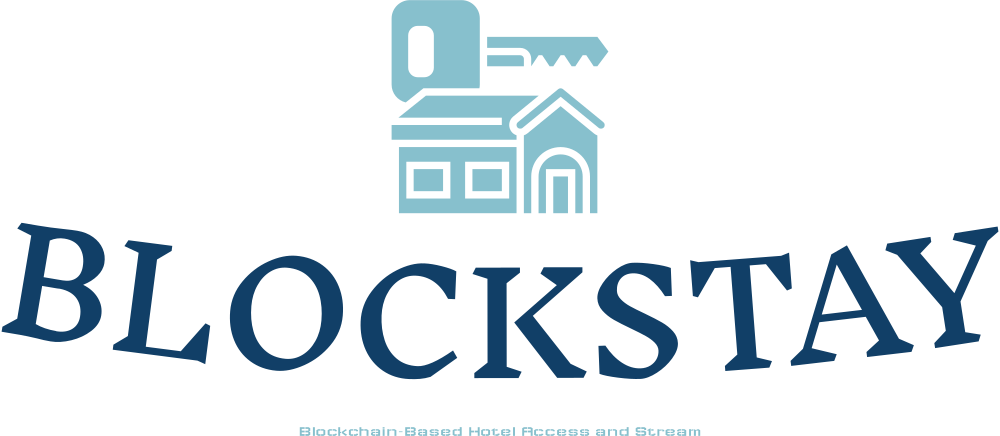 BLOCKSTAY
Blockchain-Based Hotel Access and Stream